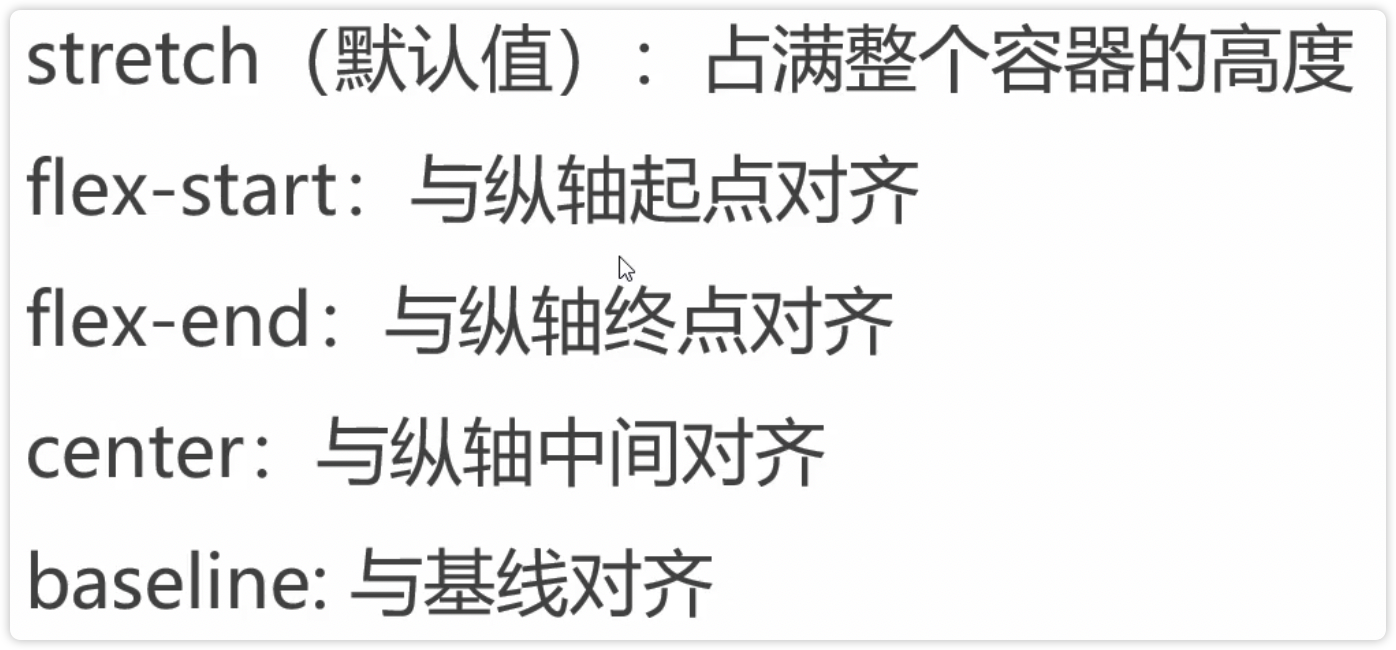 stretch（默认值）：占满整个容器的高度
flex-start：与纵轴起点对齐
flex-end：与纵轴终点对齐
center：与纵轴中间对齐
baseline: 与基线对齐